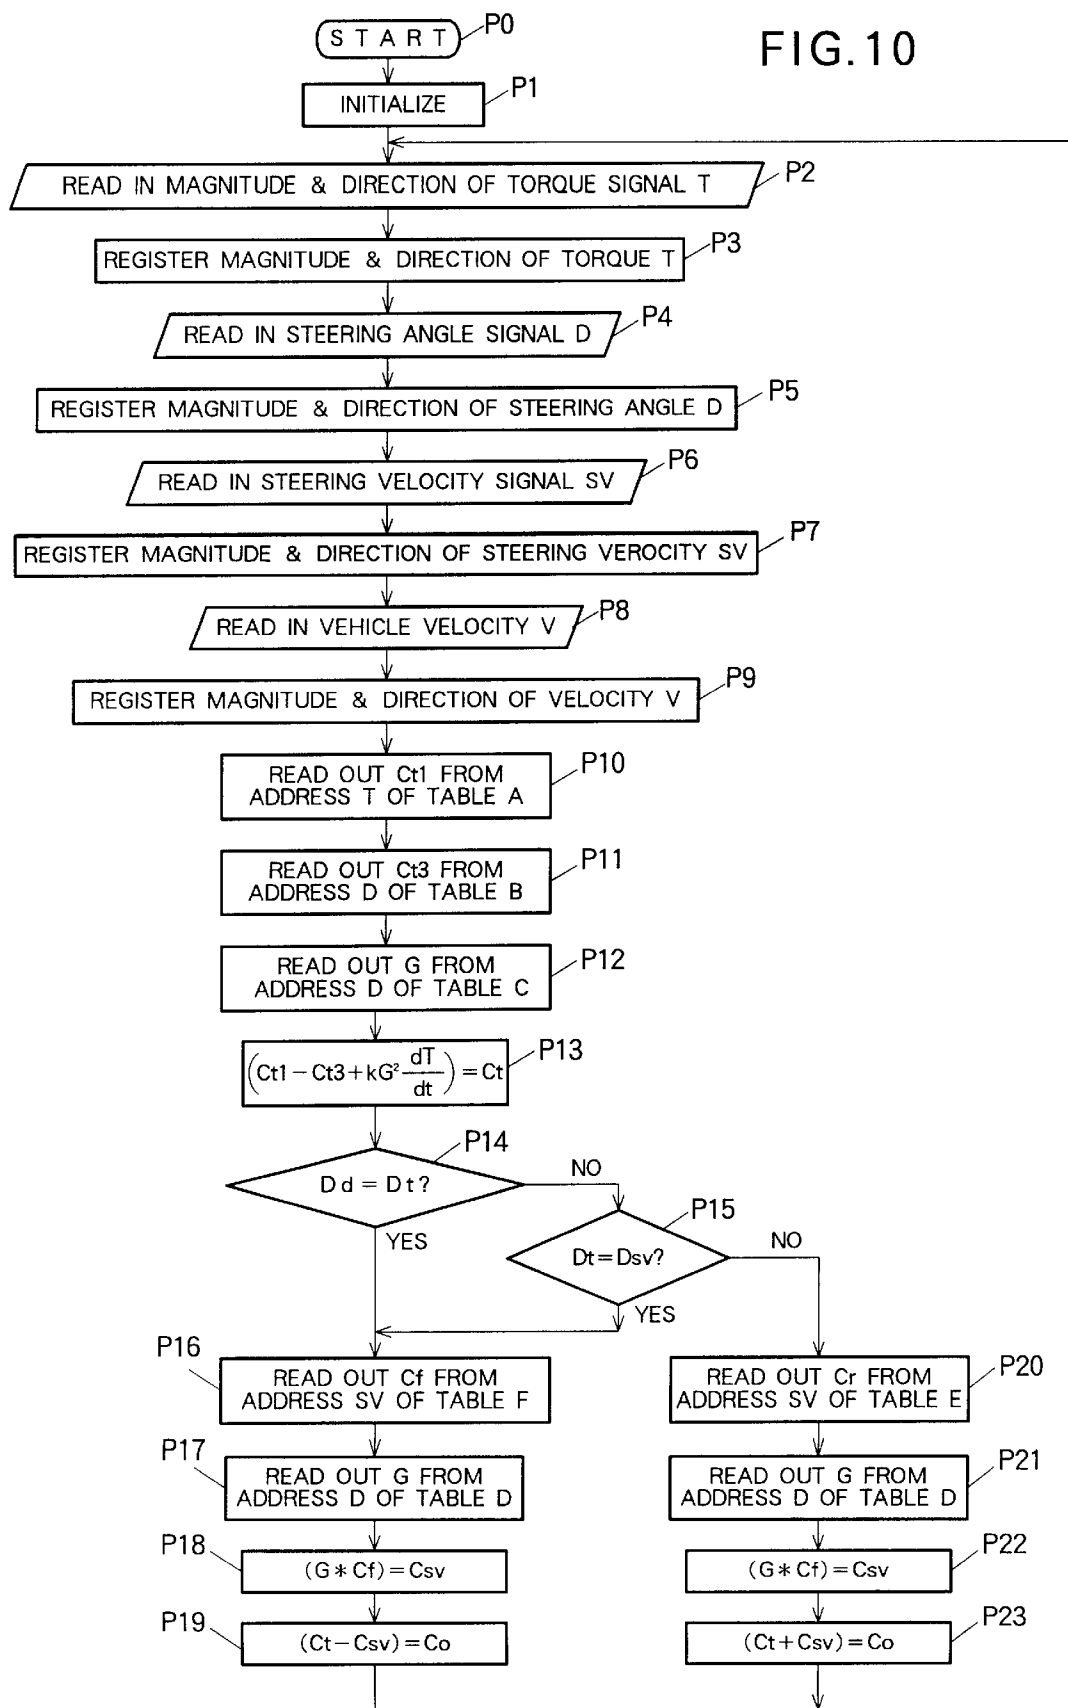 FIG.10
START
P0
INITIALIZE
P1
READ IN MAGNITUDE & DIRECTION OF TORQUE SIGNAL T
P2
REGISTER MAGNITUDE & DIRECTION OF TORQUE T
P3
READ IN STEERING ANGLE SIGNAL D
P4
REGISTER MAGNITUDE & DIRECTION OF STEERING ANGLE D
P5
READ IN STEERING VELOCITY SIGNAL SV
P6
REGISTER MAGNITUDE & DIRECTION OF STEERING VEROCITY SV
P7
READ IN VEHICLE VELOCITY V
P8
REGISTER MAGNITUDE & DIRECTION OF VELOCITY V
P9
READ OUT Ct1 FROM
ADDRESS T OF TABLE A
P10
READ OUT Ct3 FROM
ADDRESS D OF TABLE B
P11
READ OUT G FROM
ADDRESS D OF TABLE C
P12
(Ct1-Ct3+kG² dT/dt)=Ct
P13
Dd=Dt?
P14
NO
YES
Dt=Dsv?
P15
NO
YES
P16
READ OUT Cf FROM
ADDRESS SV OF TABLE F
READ OUT Cr FROM
ADDRESS SV OF TABLE E
P20
P17
READ OUT G FROM
ADDRESS D OF TABLE D
READ OUT G FROM
ADDRESS D OF TABLE D
P21
P18
(G*Cf)=Csv
(G*Cf)=Csv
P22
P19
(Ct-Csv)=Co
(Ct+Csv)=Co
P23